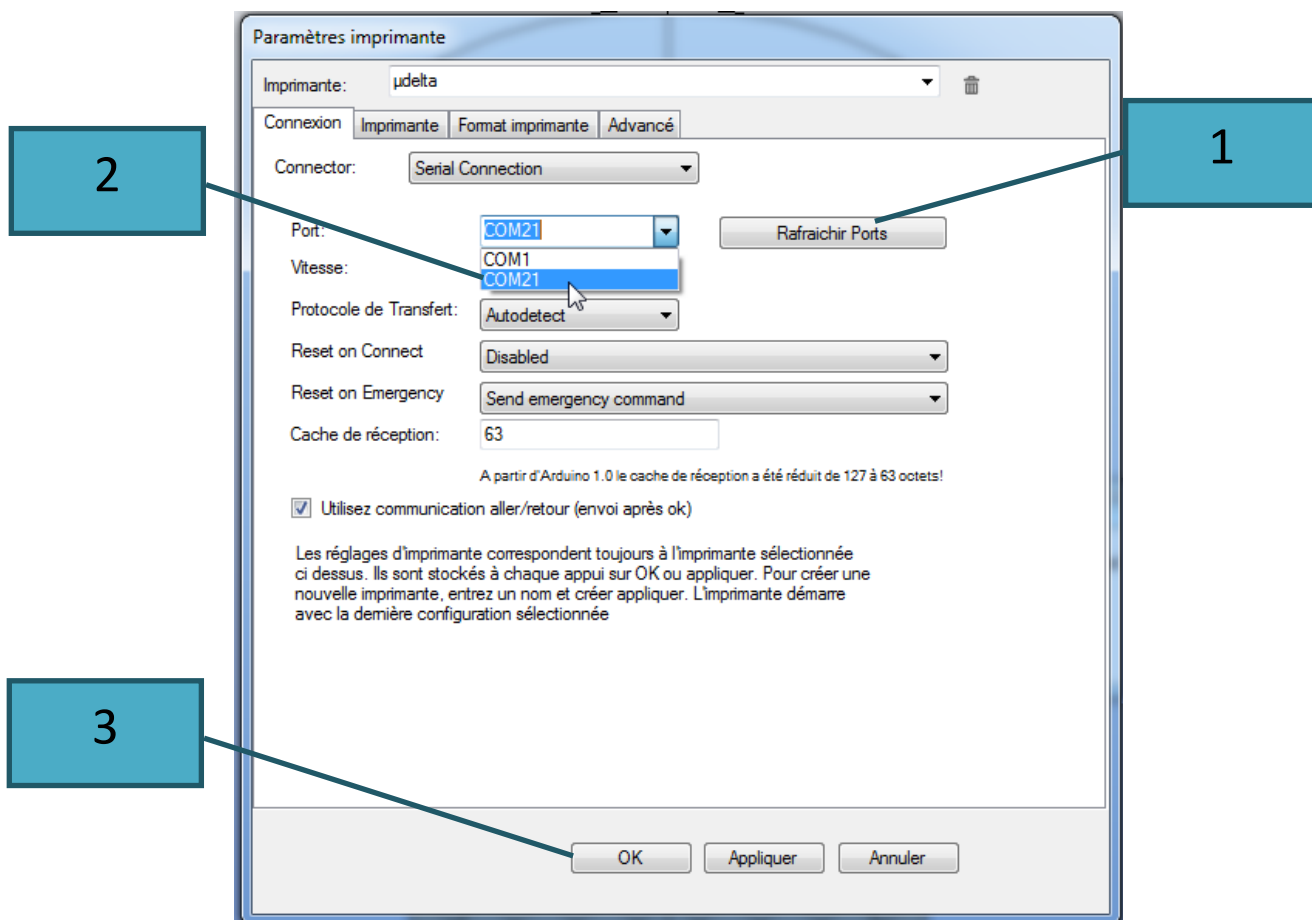 Paramètres imprimante
Imprimante: µdelta
Connexion Imprimante Format imprimante Advancé
1
2
Connector: Serial Connection
Port: COM21 Rafraichir Ports
COM1
Vitesse:
COM21
Protocole de Transfert: Autodetect
Reset on Connect Disabled
Reset on Emergency Send emergency command
Cache de réception: 63
A partir d'Arduino 1.0 le cache de réception a été réduit de 127 à 63 octets!
Utilisez communication aller/retour (envoi après ok)
Les réglages d'imprimante correspondent toujours à l'imprimante sélectionnée
ci dessus. Ils sont stockés à chaque appui sur OK ou appliquer. Pour créer une
nouvelle imprimante, entrez un nom et créer appliquer. L'imprimante démarre
avec la dernière configuration sélectionnée
3
OK Appliquer Annuler